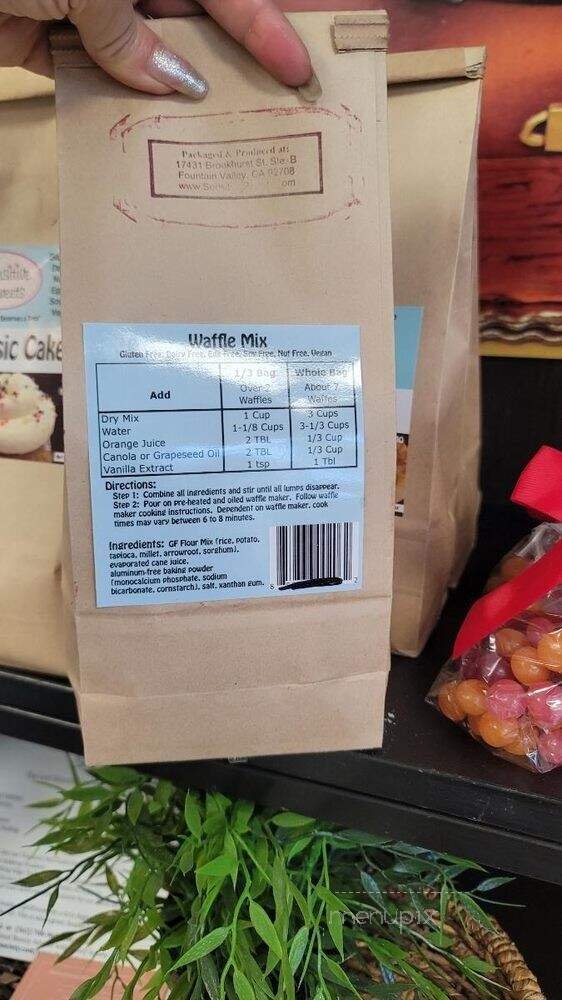 Packaged & Produced at:
17431 Brookhurst St. Ste. B
Fountain Valley, CA 92708
Waffle Mix
Gluten Free, Dairy Free, Egg Free, Soy Free, Nut Free, Vegan
Add 1/3 Bag Whole Bag
Over 2 Waffles About 7 Waffles
Dry Mix 1 Cup 3 Cups
Water 1-1/8 Cups 3-1/3 Cups
Orange Juice 2 TBL 1/3 Cup
Canola or Grapeseed Oil 2 TBL 1/3 Cup
Vanilla Extract 1 tsp 1 Tbl
Directions:
Step 1: Combine all ingredients and stir until all lumps disappear.
Step 2: Pour on pre-heated and oiled waffle maker. Follow waffle
maker cooking instructions. Dependent on waffle maker, cook
times may vary between 6 to 8 minutes.
Ingredients: GF Flour Mix (rice, potato,
tapioca, millet, arrowroot, sorghum),
evaporated cane juice,
aluminum-free baking powder
(monocalcium phosphate, sodium
bicarbonate, cornstarch), salt, xanthan gum.
8 2
sic Cake
menupix